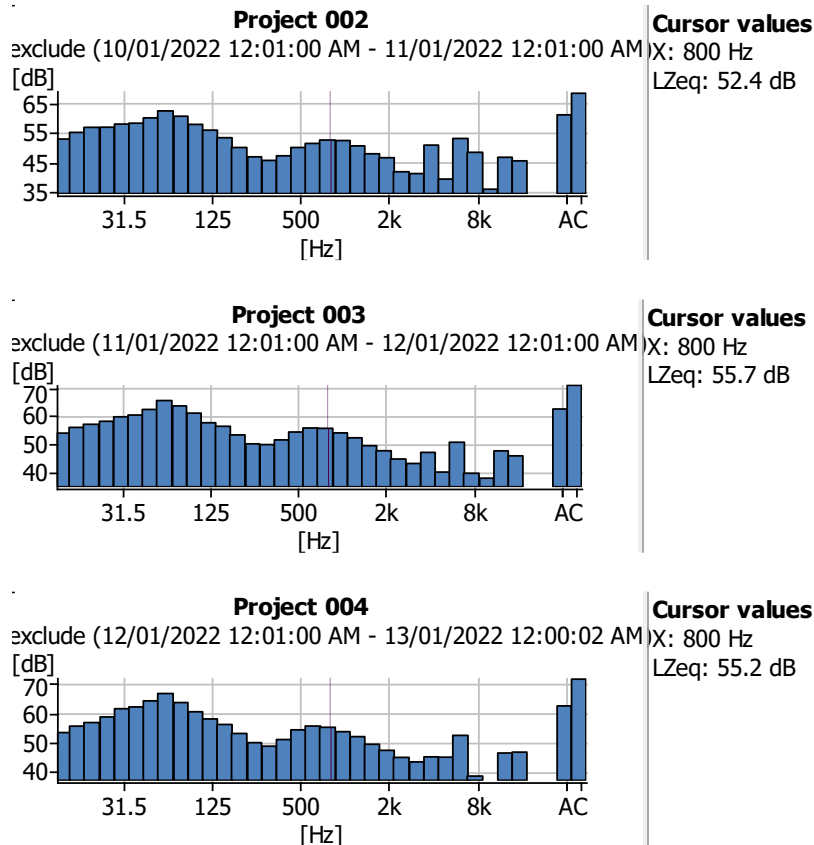 Project 002
exclude (10/01/2022 12:01:00 AM - 11/01/2022 12:01:00 AM)
[dB]
65
55
45
35
31.5 125 500 2k 8k AC
[Hz]
Cursor values
X: 800 Hz
LZeq: 52.4 dB
Project 003
exclude (11/01/2022 12:01:00 AM - 12/01/2022 12:01:00 AM)
[dB]
70
60
50
40
31.5 125 500 2k 8k AC
[Hz]
Cursor values
X: 800 Hz
LZeq: 55.7 dB
Project 004
exclude (12/01/2022 12:01:00 AM - 13/01/2022 12:00:02 AM)
[dB]
70
60
50
40
31.5 125 500 2k 8k AC
[Hz]
Cursor values
X: 800 Hz
LZeq: 55.2 dB